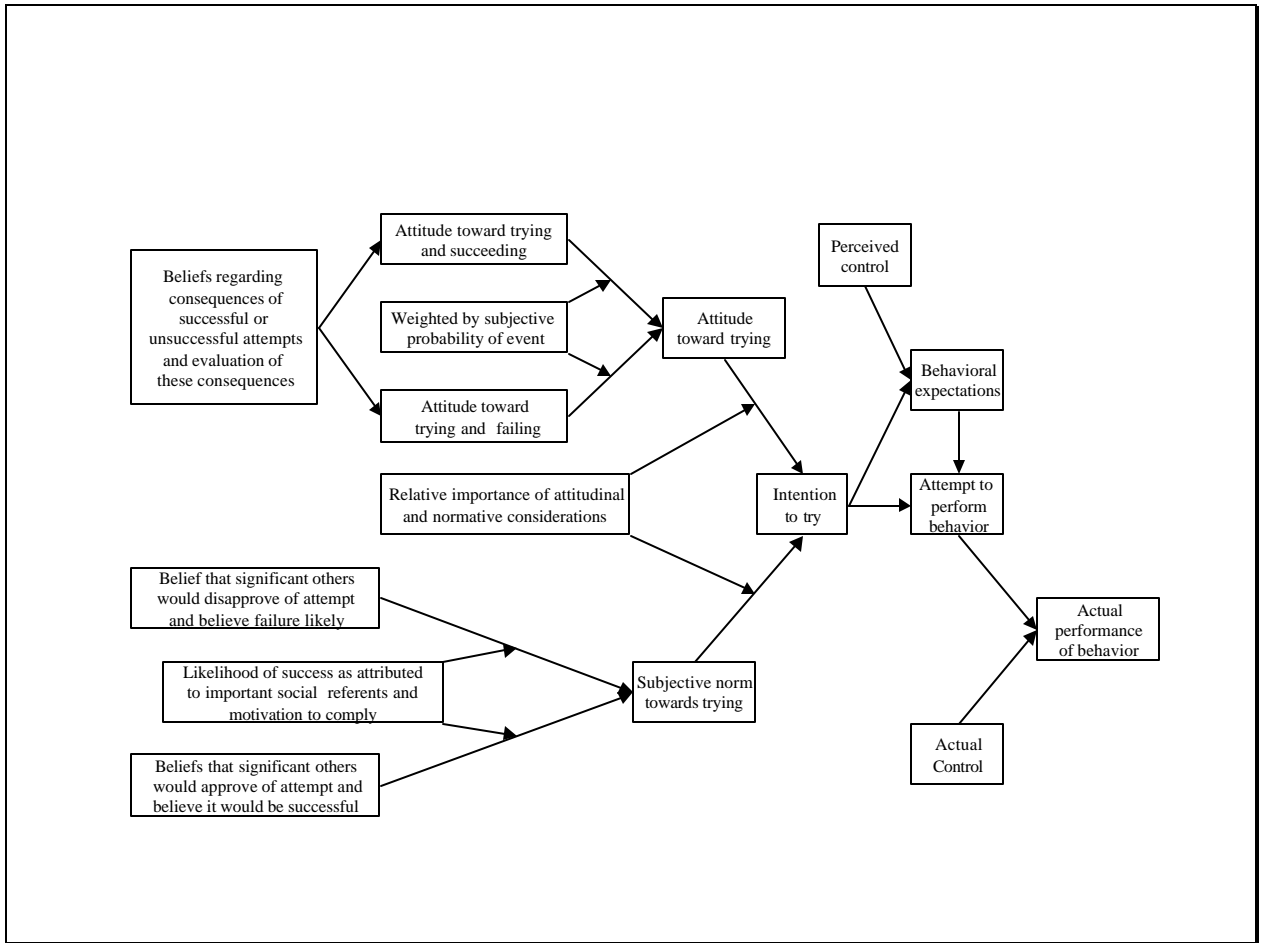 Attitude toward trying
and succeeding
Perceived
control
Beliefs regarding
consequences of
successful or
unsuccessful attempts
and evaluation of
these consequences
Weighted by subjective
probability of event
Attitude
toward trying
Behavioral
expectations
Attitude toward
trying and failing
Relative importance of attitudinal
and normative considerations
Intention
to try
Attempt to
perform
behavior
Belief that significant others
would disapprove of attempt
and believe failure likely
Actual
performance
of behavior
Likelihood of success as attributed
to important social referents and
motivation to comply
Subjective norm
towards trying
Actual
Control
Beliefs that significant others
would approve of attempt and
believe it would be successful